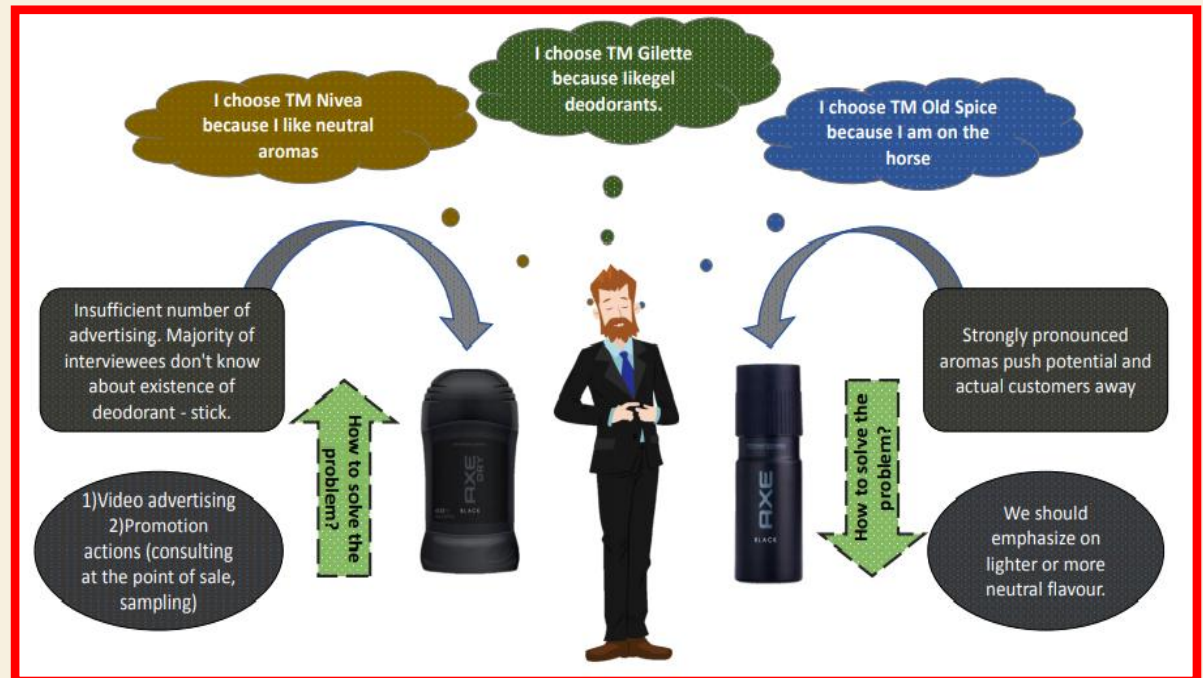 I choose TM Nivea
because I like neutral
aromas
I choose TM Gilette
because likegel
deodorants.
I choose TM Old Spice
because I am on the
horse
Insufficient number of
advertising. Majority of
interviewees don't know
about existence of
deodorant - stick.
How to solve the
problem?
1)Video advertising
2)Promotion
actions (consulting
at the point of sale,
sampling)
AXE
DRY
BLACK
AXE
BLACK
Strongly pronounced
aromas push potential and
actual customers away
How to solve the
problem?
We should
emphasize on
lighter or more
neutral flavour.